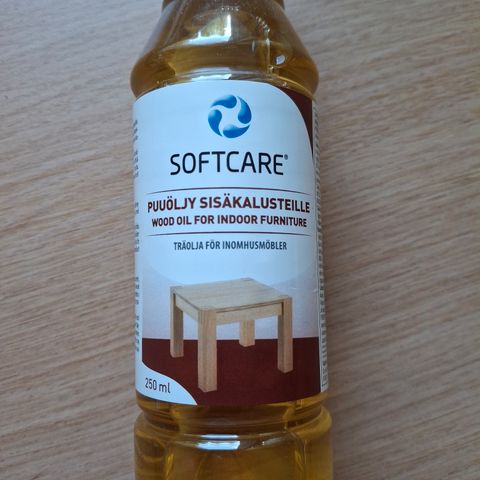 SOFTCARE®
PUUÖLJY SISÄKALUSTEILLE
WOOD OIL FOR INDOOR FURNITURE
TRÄOLJA FÖR INOMHUSMÖBLER
250 ml